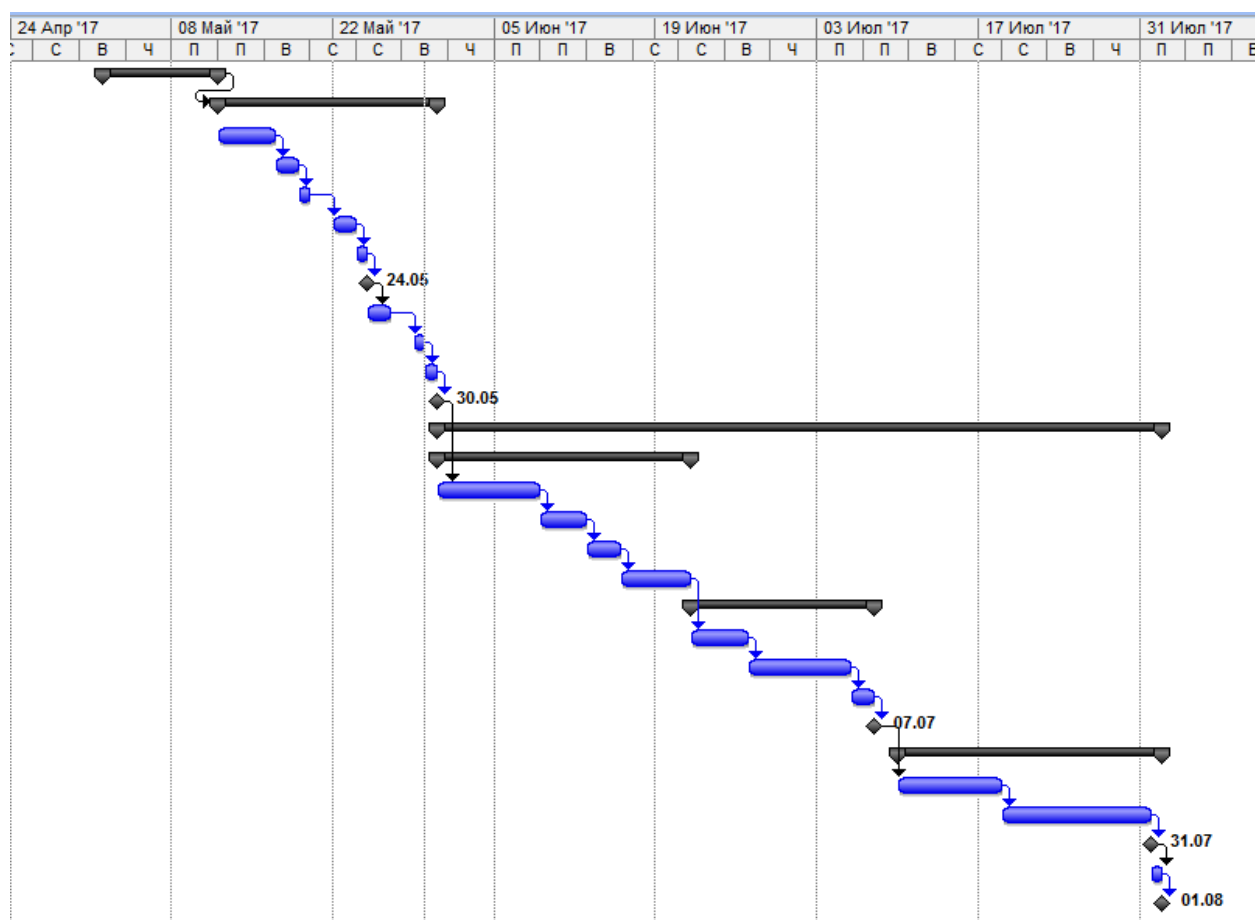 24 Апр '17 08 Май '17 22 Май '17 05 Июн '17 19 Июн '17 03 Июл '17 17 Июл '17 31 Июл '17
С С В Ч П П В С С В Ч П П В С С В Ч П П В С С В Ч П П В
24.05
30.05
07.07
31.07
01.08